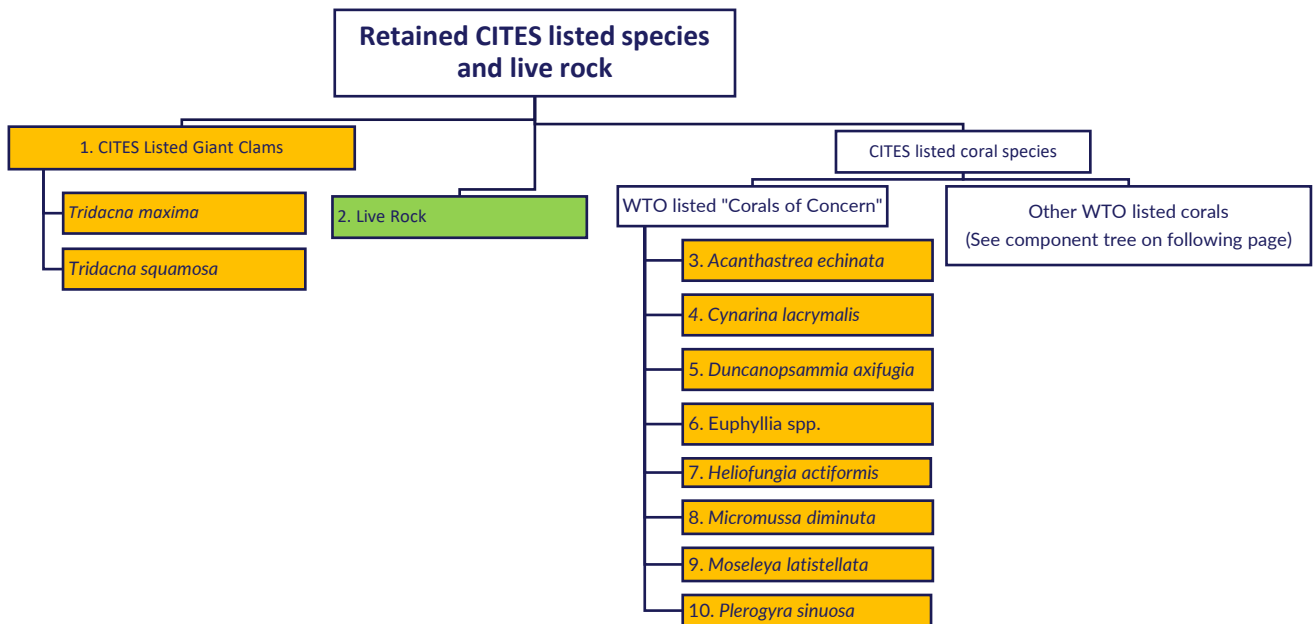 Retained CITES listed species
and live rock
1. CITES Listed Giant Clams
Tridacna maxima
Tridacna squamosa
2. Live Rock
CITES listed coral species
WTO listed "Corals of Concern"
3. Acanthastrea echinata
4. Cynarina lacrymalis
5. Duncanopsammia axifugia
6. Euphyllia spp.
7. Heliofungia actiformis
8. Micromussa diminuta
9. Moseleya latistellata
10. Plerogyra sinuosa
Other WTO listed corals
(See component tree on following page)